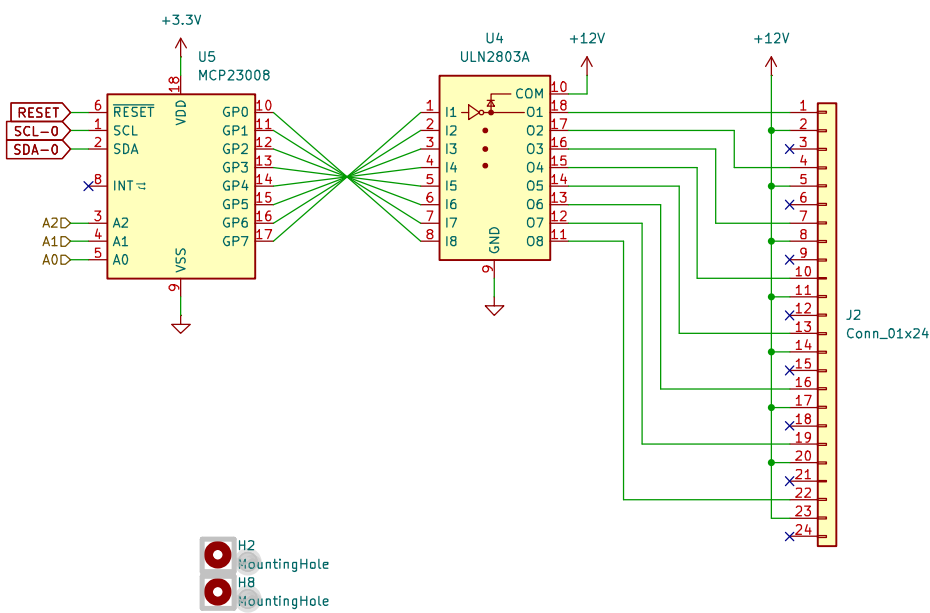 +3.3V
U5
MCP23008
18
VDD
RESET
6
RESET
SCL-0
1
SCL
SDA-0
2
SDA
8
INT
A2
3
A2
A1
4
A1
A0
5
A0
GP0
10
GP1
11
GP2
12
GP3
13
GP4
14
GP5
15
GP6
16
GP7
17
VSS
9
U4
ULN2803A
+12V
COM
10
1
I1
O1
18
2
I2
O2
17
3
I3
O3
16
4
I4
O4
15
5
I5
O5
14
6
I6
O6
13
7
I7
O7
12
8
I8
O8
11
GND
9
+12V
1
2
3
4
5
6
7
8
9
10
11
12
13
14
15
16
17
18
19
20
21
22
23
24
J2
Conn_01x24
H2
MountingHole
H8
MountingHole